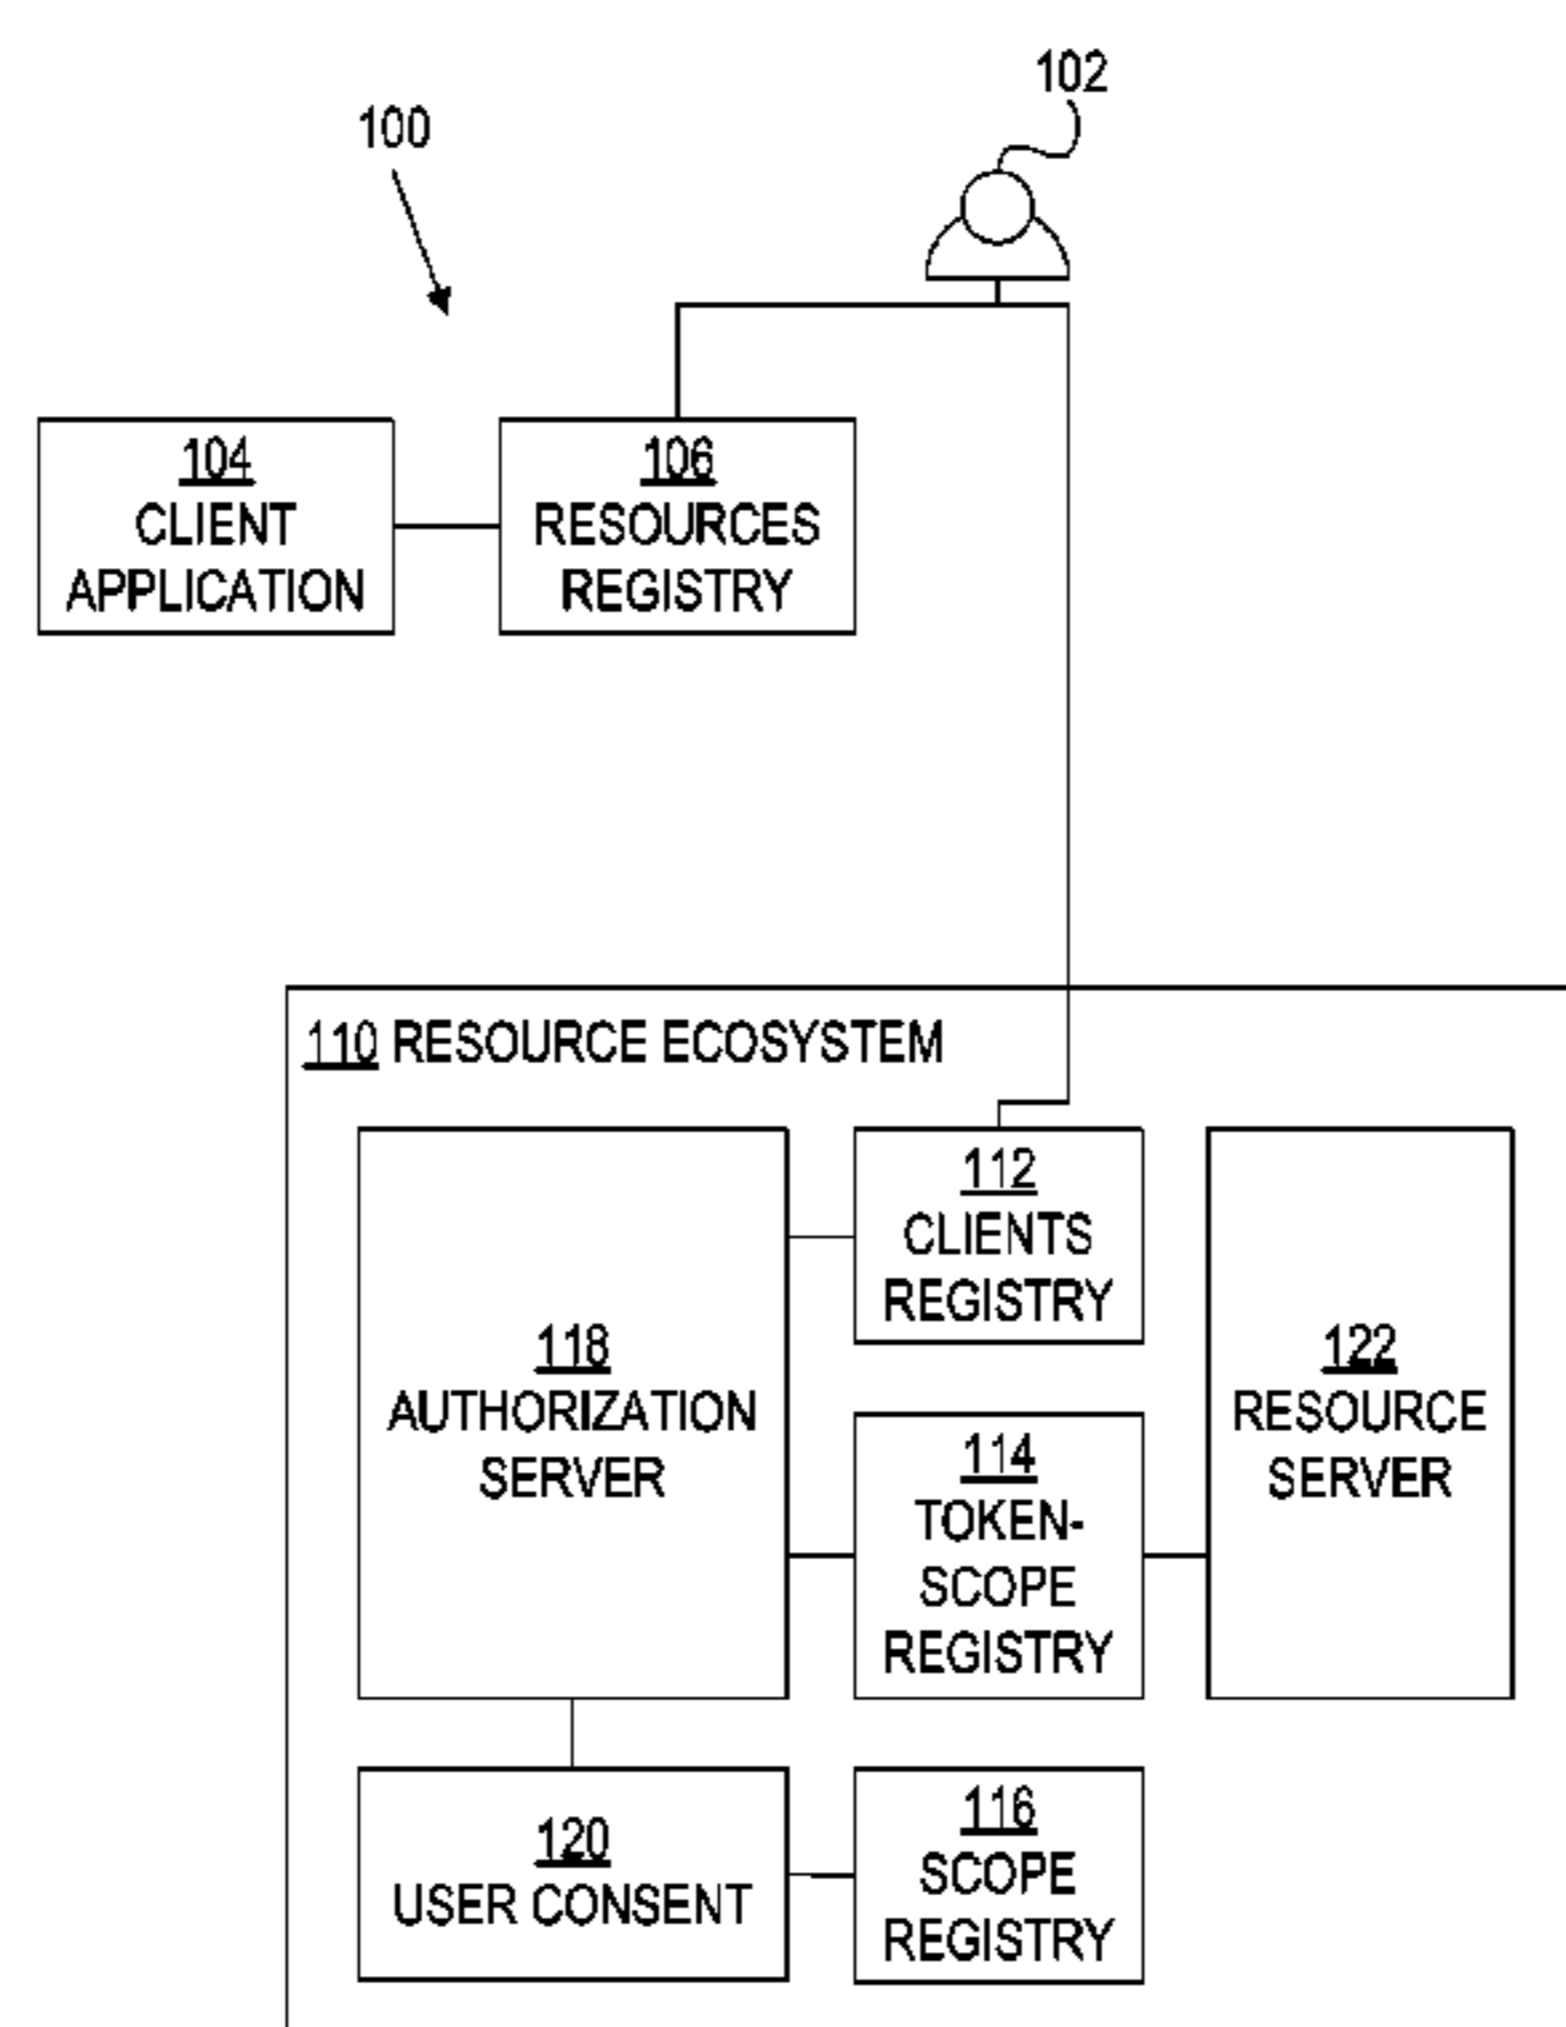 102
100
104
CLIENT
APPLICATION
106
RESOURCES
REGISTRY
110 RESOURCE ECOSYSTEM
118
AUTHORIZATION
SERVER
112
CLIENTS
REGISTRY
114
TOKEN-
SCOPE
REGISTRY
122
RESOURCE
SERVER
120
USER CONSENT
116
SCOPE
REGISTRY